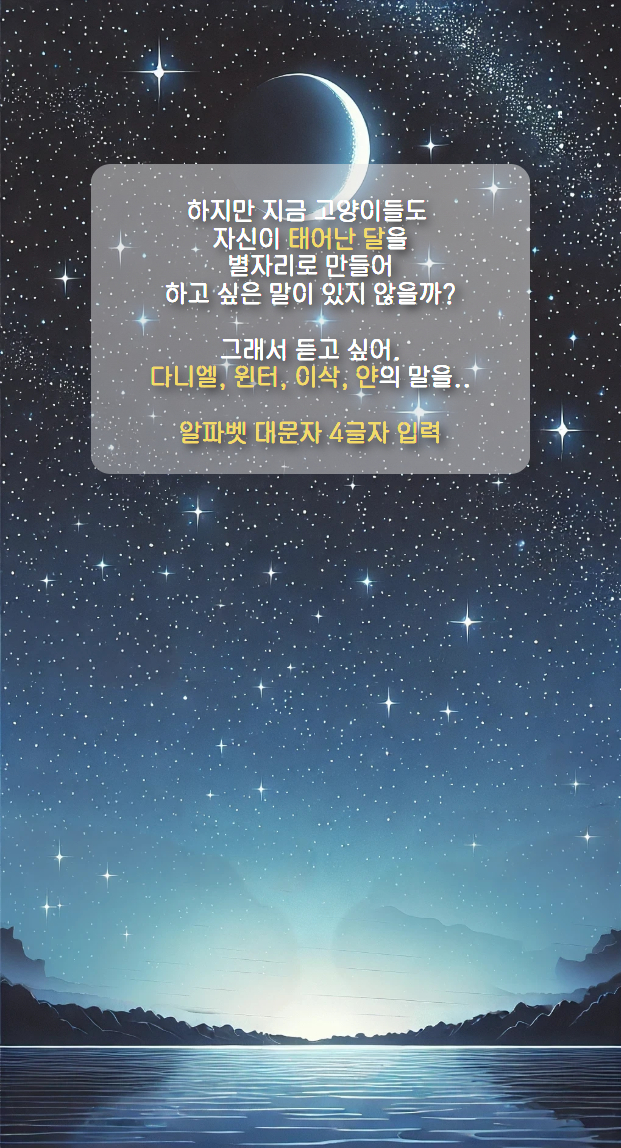 하지만 지금 고양이들도
자신이 태어난 달을
별자리로 만들어
하고 싶은 말이 있지 않을까?
그래서 듣고 싶어.
다니엘, 윈터, 이삭, 얀의 말을..
알파벳 대문자 4글자 입력